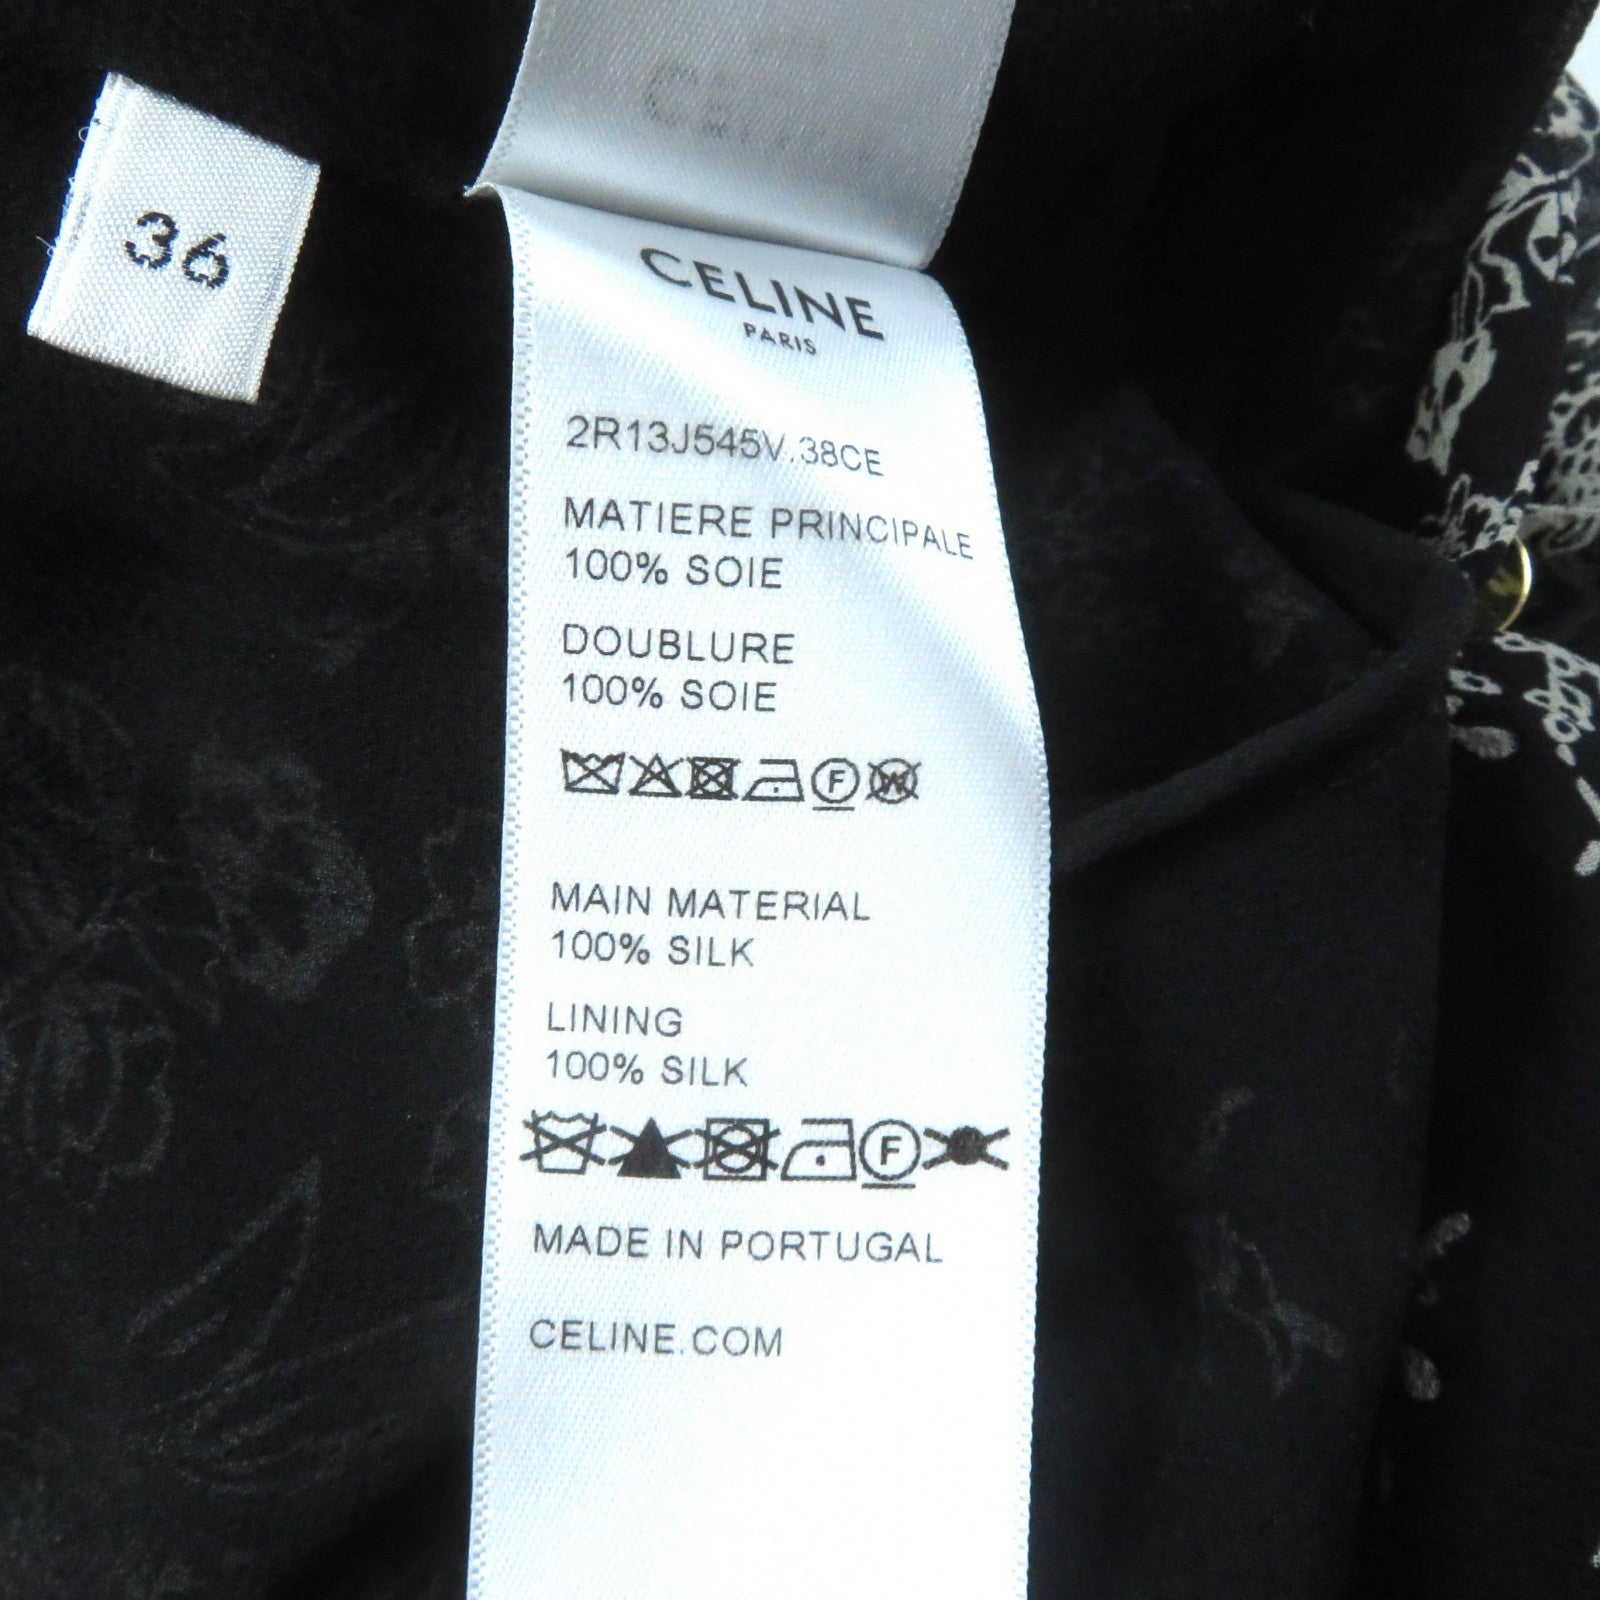 36
CELINE
PARIS
2R13J545V.38CE
MATIERE PRINCIPALE
100% SOIE
DOUBLURE
100% SOIE
F W
MAIN MATERIAL
100% SILK
LINING
100% SILK
F
MADE IN PORTUGAL
CELINE.COM